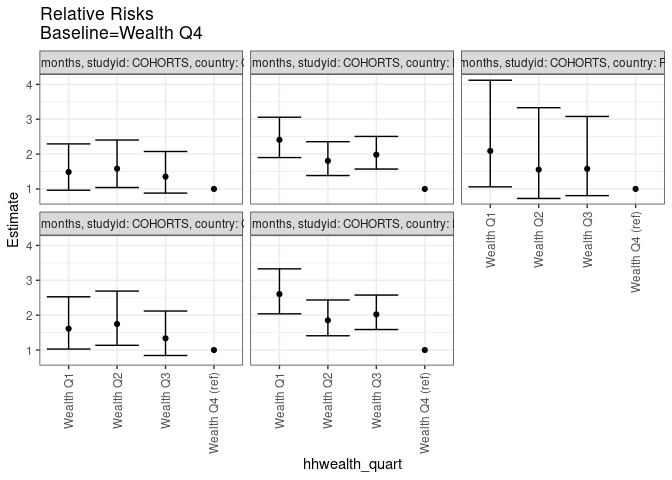 Relative Risks
Baseline=Wealth Q4
months, studyid: COHORTS, country:
months, studyid: COHORTS, country:
months, studyid: COHORTS, country:
4
3
2
1
months, studyid: COHORTS, country:
months, studyid: COHORTS, country:
4
3
2
1
Estimate
Wealth Q1
Wealth Q2
Wealth Q3
Wealth Q4 (ref)
Wealth Q1
Wealth Q2
Wealth Q3
Wealth Q4 (ref)
Wealth Q1
Wealth Q2
Wealth Q3
Wealth Q4 (ref)
hhwealth_quart